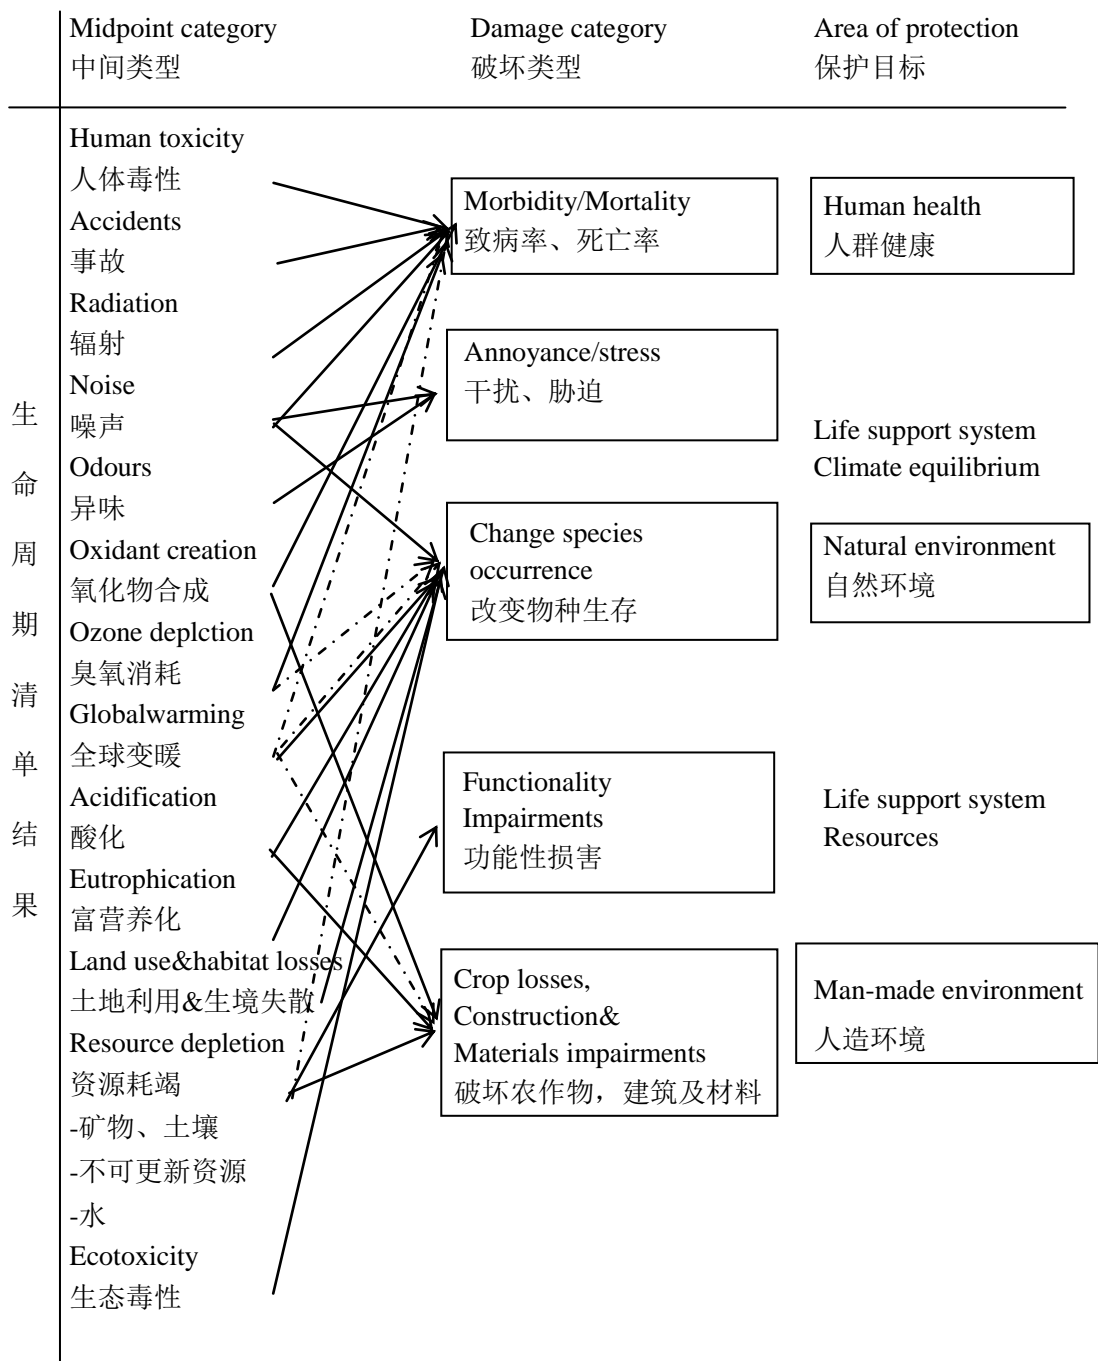 Midpoint category
中间类型
Damage category
破坏类型
Area of protection
保护目标
生命周期清单结果
Human toxicity
人体毒性
Accidents
事故
Radiation
辐射
Noise
噪声
Odours
异味
Oxidant creation
氧化物合成
Ozone deplction
臭氧消耗
Globalwarming
全球变暖
Acidification
酸化
Eutrophication
富营养化
Land use&habitat losses
土地利用&生境失散
Resource depletion
资源耗竭
-矿物、土壤
-不可更新资源
-水
Ecotoxicity
生态毒性
Morbidity/Mortality
致病率、死亡率
Annoyance/stress
干扰、胁迫
Change species
occurrence
改变物种生存
Functionality
Impairments
功能性损害
Crop losses,
Construction&
Materials impairments
破坏农作物，建筑及材料
Human health
人群健康
Life support system
Climate equilibrium
Natural environment
自然环境
Life support system
Resources
Man-made environment
人造环境